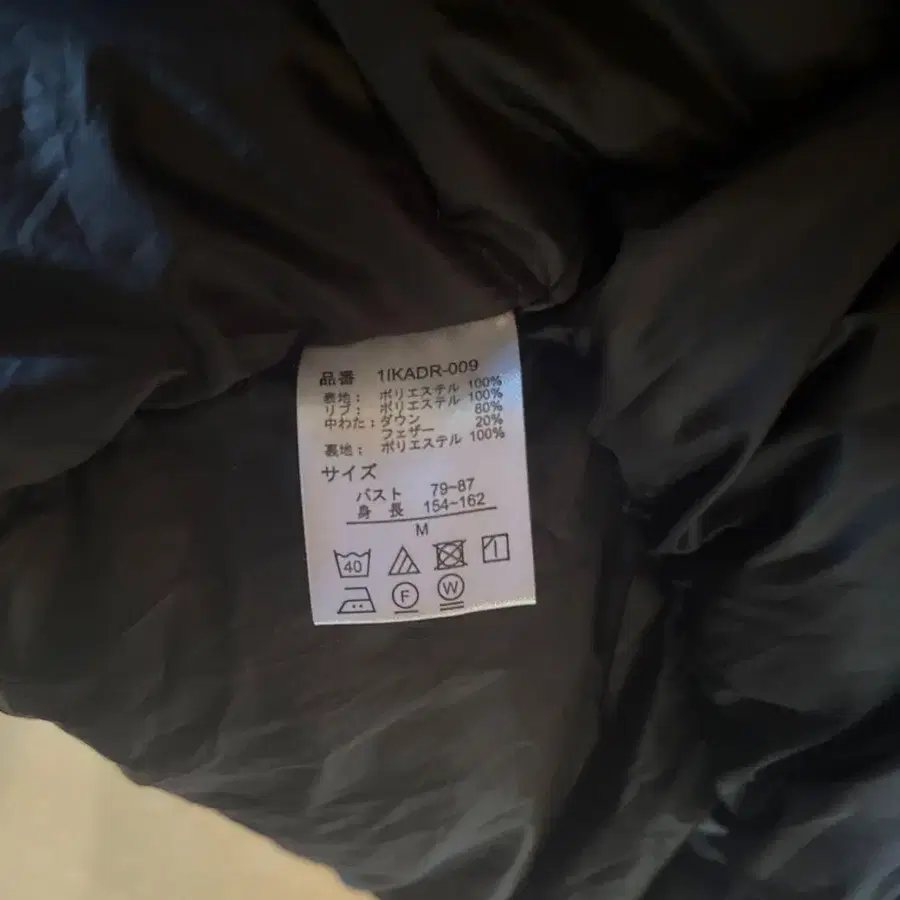 品番 1IKADR-009
表地: ポリエステル 100%
リブ: ポリエステル 100%
中わた: ダウン 80%
フェザー 20%
裏地: ポリエステル 100%
サイズ
バスト 79-87
身長 154-162
M
40
F W